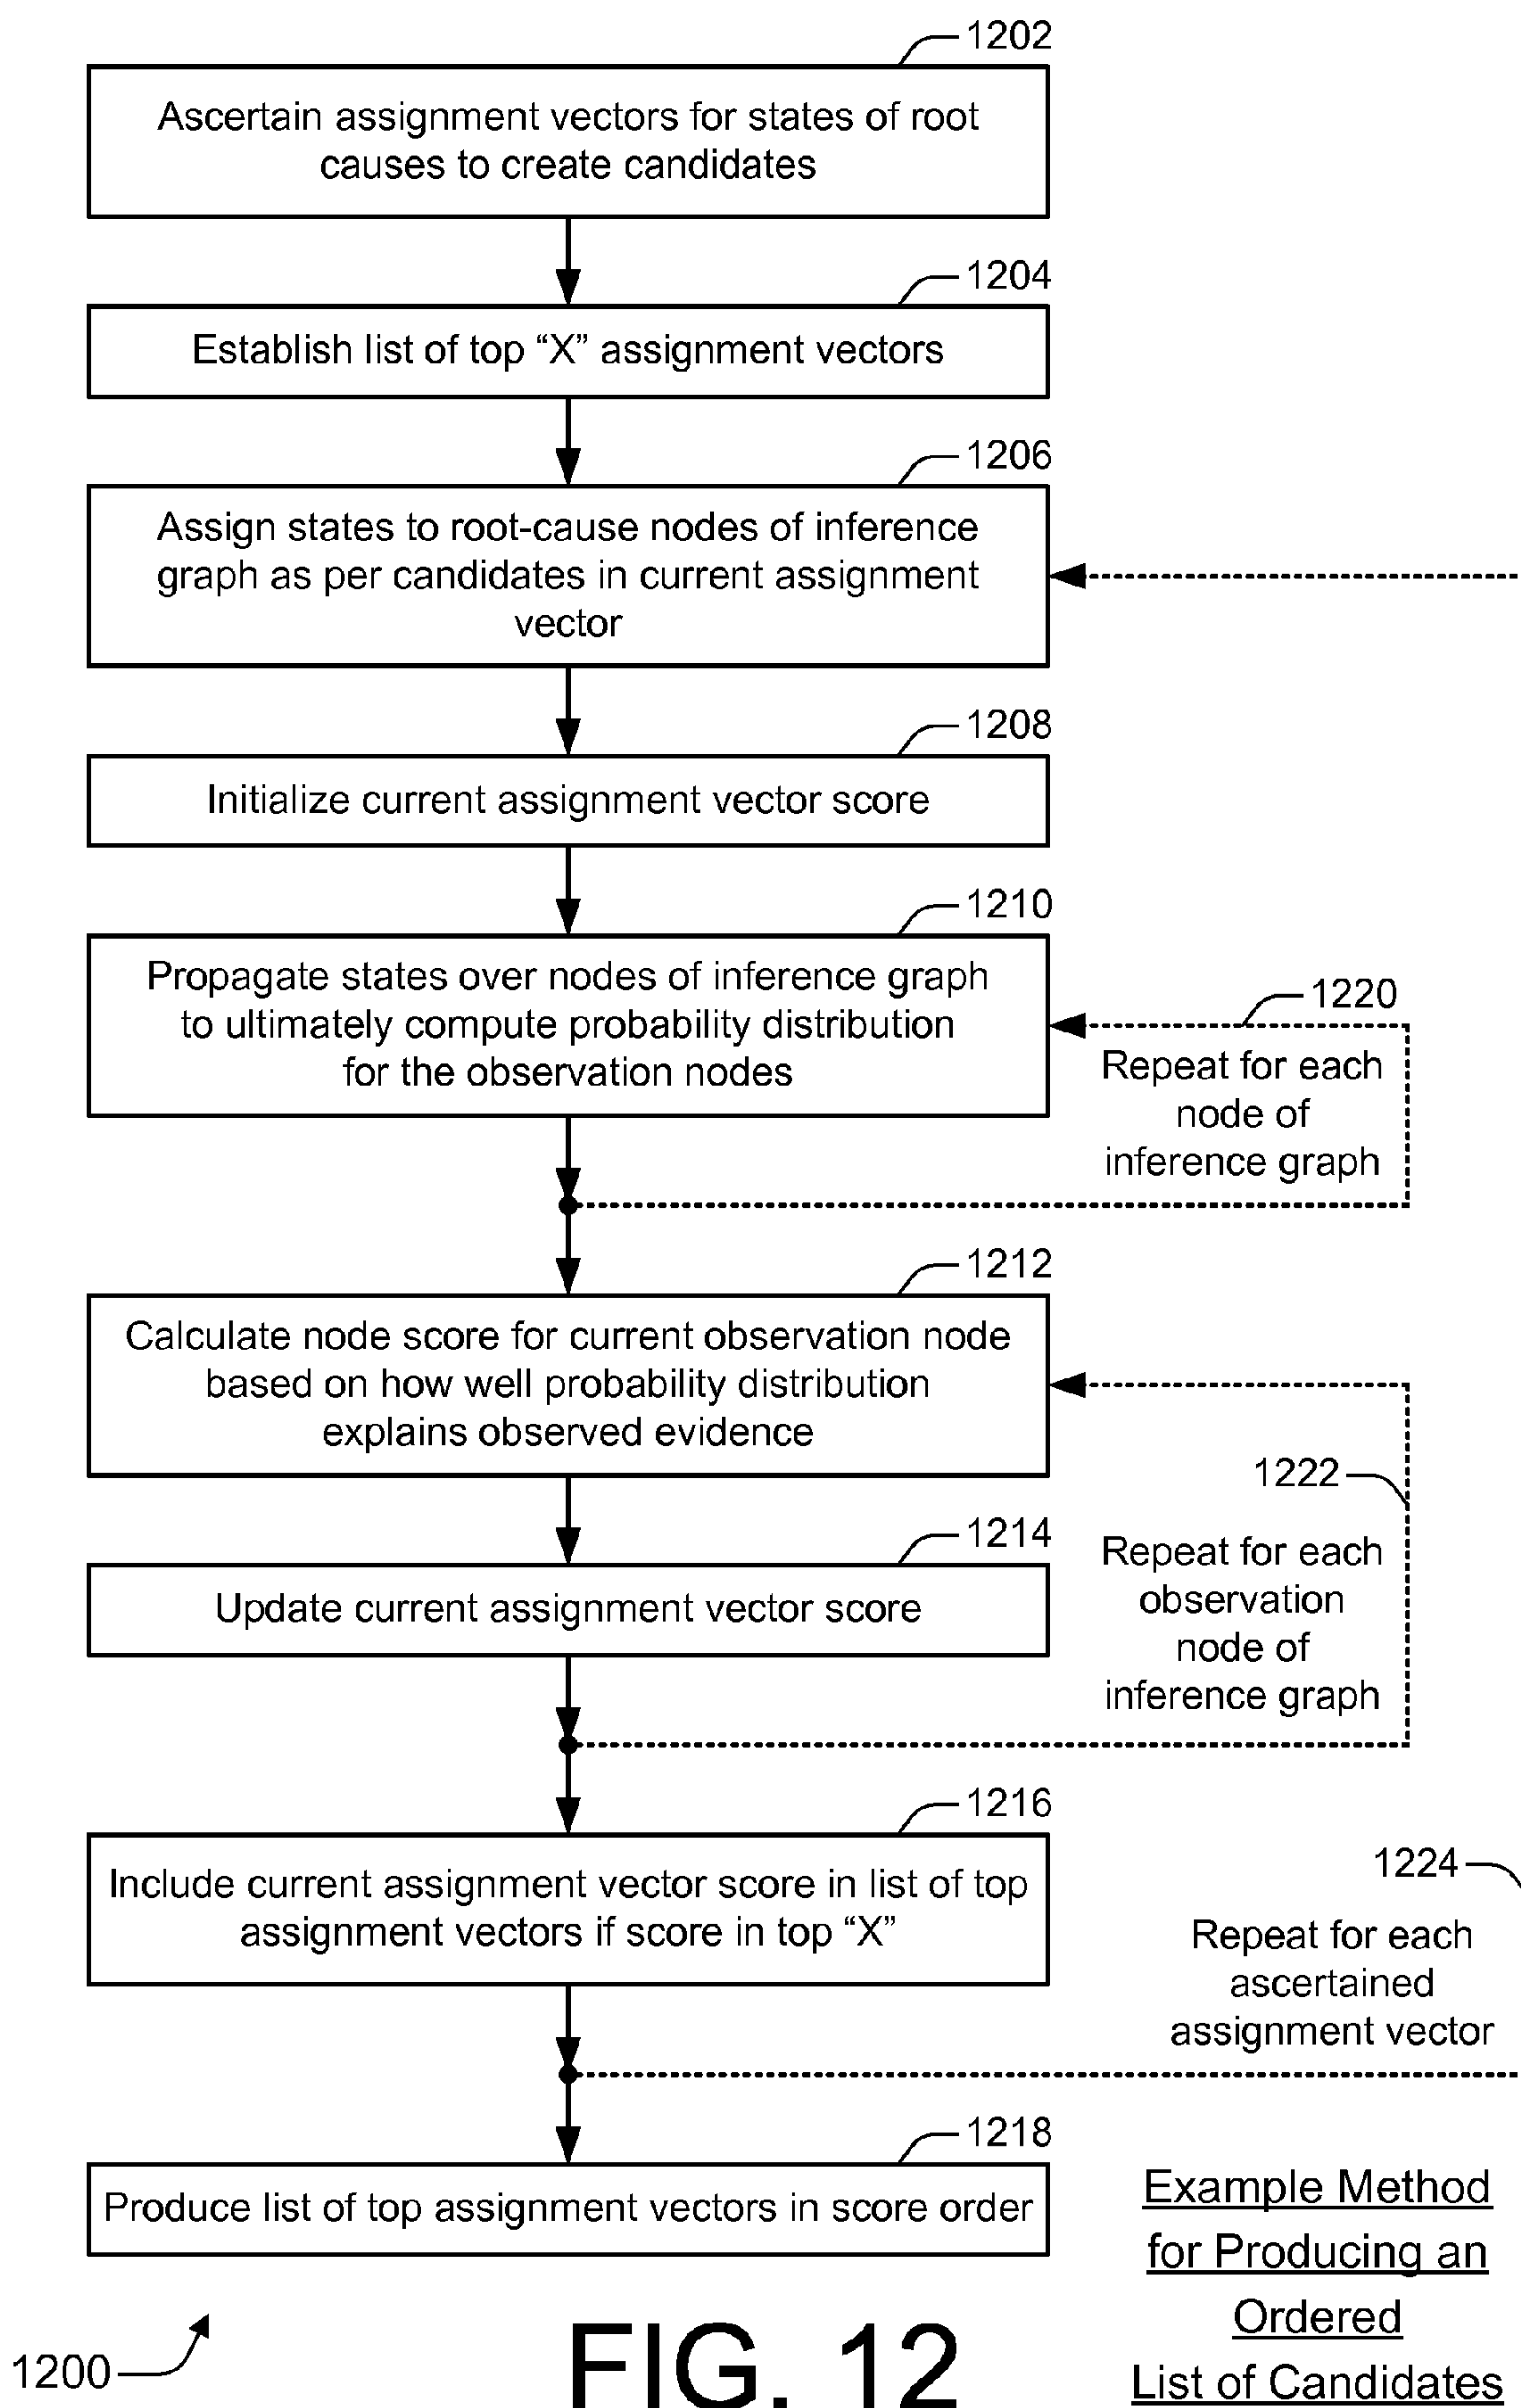 1202
Ascertain assignment vectors for states of root
causes to create candidates
1204
Establish list of top “X” assignment vectors
1206
Assign states to root-cause nodes of inference
graph as per candidates in current assignment
vector
1208
Initialize current assignment vector score
1210
Propagate states over nodes of inference graph
to ultimately compute probability distribution
for the observation nodes
1220
Repeat for each
node of
inference graph
1212
Calculate node score for current observation node
based on how well probability distribution
explains observed evidence
1222
1214
Update current assignment vector score
Repeat for each
observation
node of
inference graph
1216
Include current assignment vector score in list of top
assignment vectors if score in top “X”
1224
Repeat for each
ascertained
assignment vector
1218
Produce list of top assignment vectors in score order
Example Method
for Producing an
Ordered
List of Candidates
1200
FIG. 12